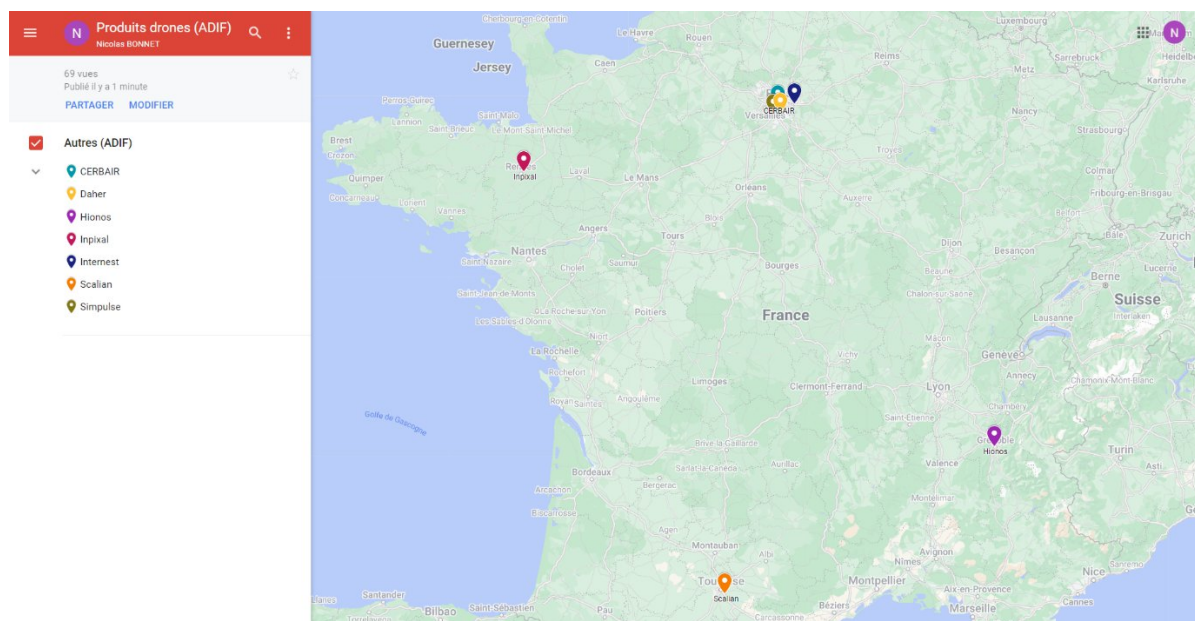 Produits drones (ADIF)
N
Nicolas BONNET
69 vues
Publié il y a 1 minute
PARTAGER MODIFIER
Autres (ADIF)
CERBAIR
Daher
Hionos
Inpixal
Internest
Scalian
Simpulse
Cherbourg-en-Cotentin
Luxembourg
Le Havre
Rouen
N
Guernesey
Reims
Sarrebruck
Heidelbe
Jersey
Caen
Metz
Karlsruhe
Perros-Guirec
Versailles
CERBAIR
Lannion
Saint-Malo
Nancy
Saint-Brieuc
Le Mont Saint Michel
Strasbourg
Brest
Crozon
Troyes
Rennes
Inpixal
Laval
Le Mans
Colmar
Quimper
Orléans
Fribourg-en-Brisgau
Concarneau
Lorient
Auxerre
Vannes
Belfort
Blois
Angers
Bâle
Zurich
Tours
Dijon
Nantes
Besançon
Saint-Nazaire
Saumur
Cholet
Bourges
Lucerne
Beaune
Berne
Saint-Jean de Monts
Chalon-sur-Saône
Suisse
La Roche-sur-Yon
Poitiers
France
Interlaken
Les Sables-d'Olonne
Lausanne
Niort
Mâcon
La Rochelle
Vichy
Genève
Rochefort
Annecy
Limoges
Clermont-Ferrand
Lyon
Chamonix-Mont-Blanc
Royan
Saintes
Angoulême
Chambéry
Golfe de Gascogne
Saint-Étienne
Grenoble
Brive-la-Gaillarde
Hionos
Turin
Bordeaux
Sarlat-la-Canéda
Aurillac
Valence
Asti
Bergerac
Arcachon
Montélimar
Biscarrosse
Agen
Montauban
Albi
Avignon
Nîmes
Toulouse
Montpellier
Nice
Sanremo
Santander
Scalian
Aix-en-Provence
Cannes
Bilbao
Saint-Sébastien
Pau
Béziers
Marseille
Carcassonne
Torrelavega